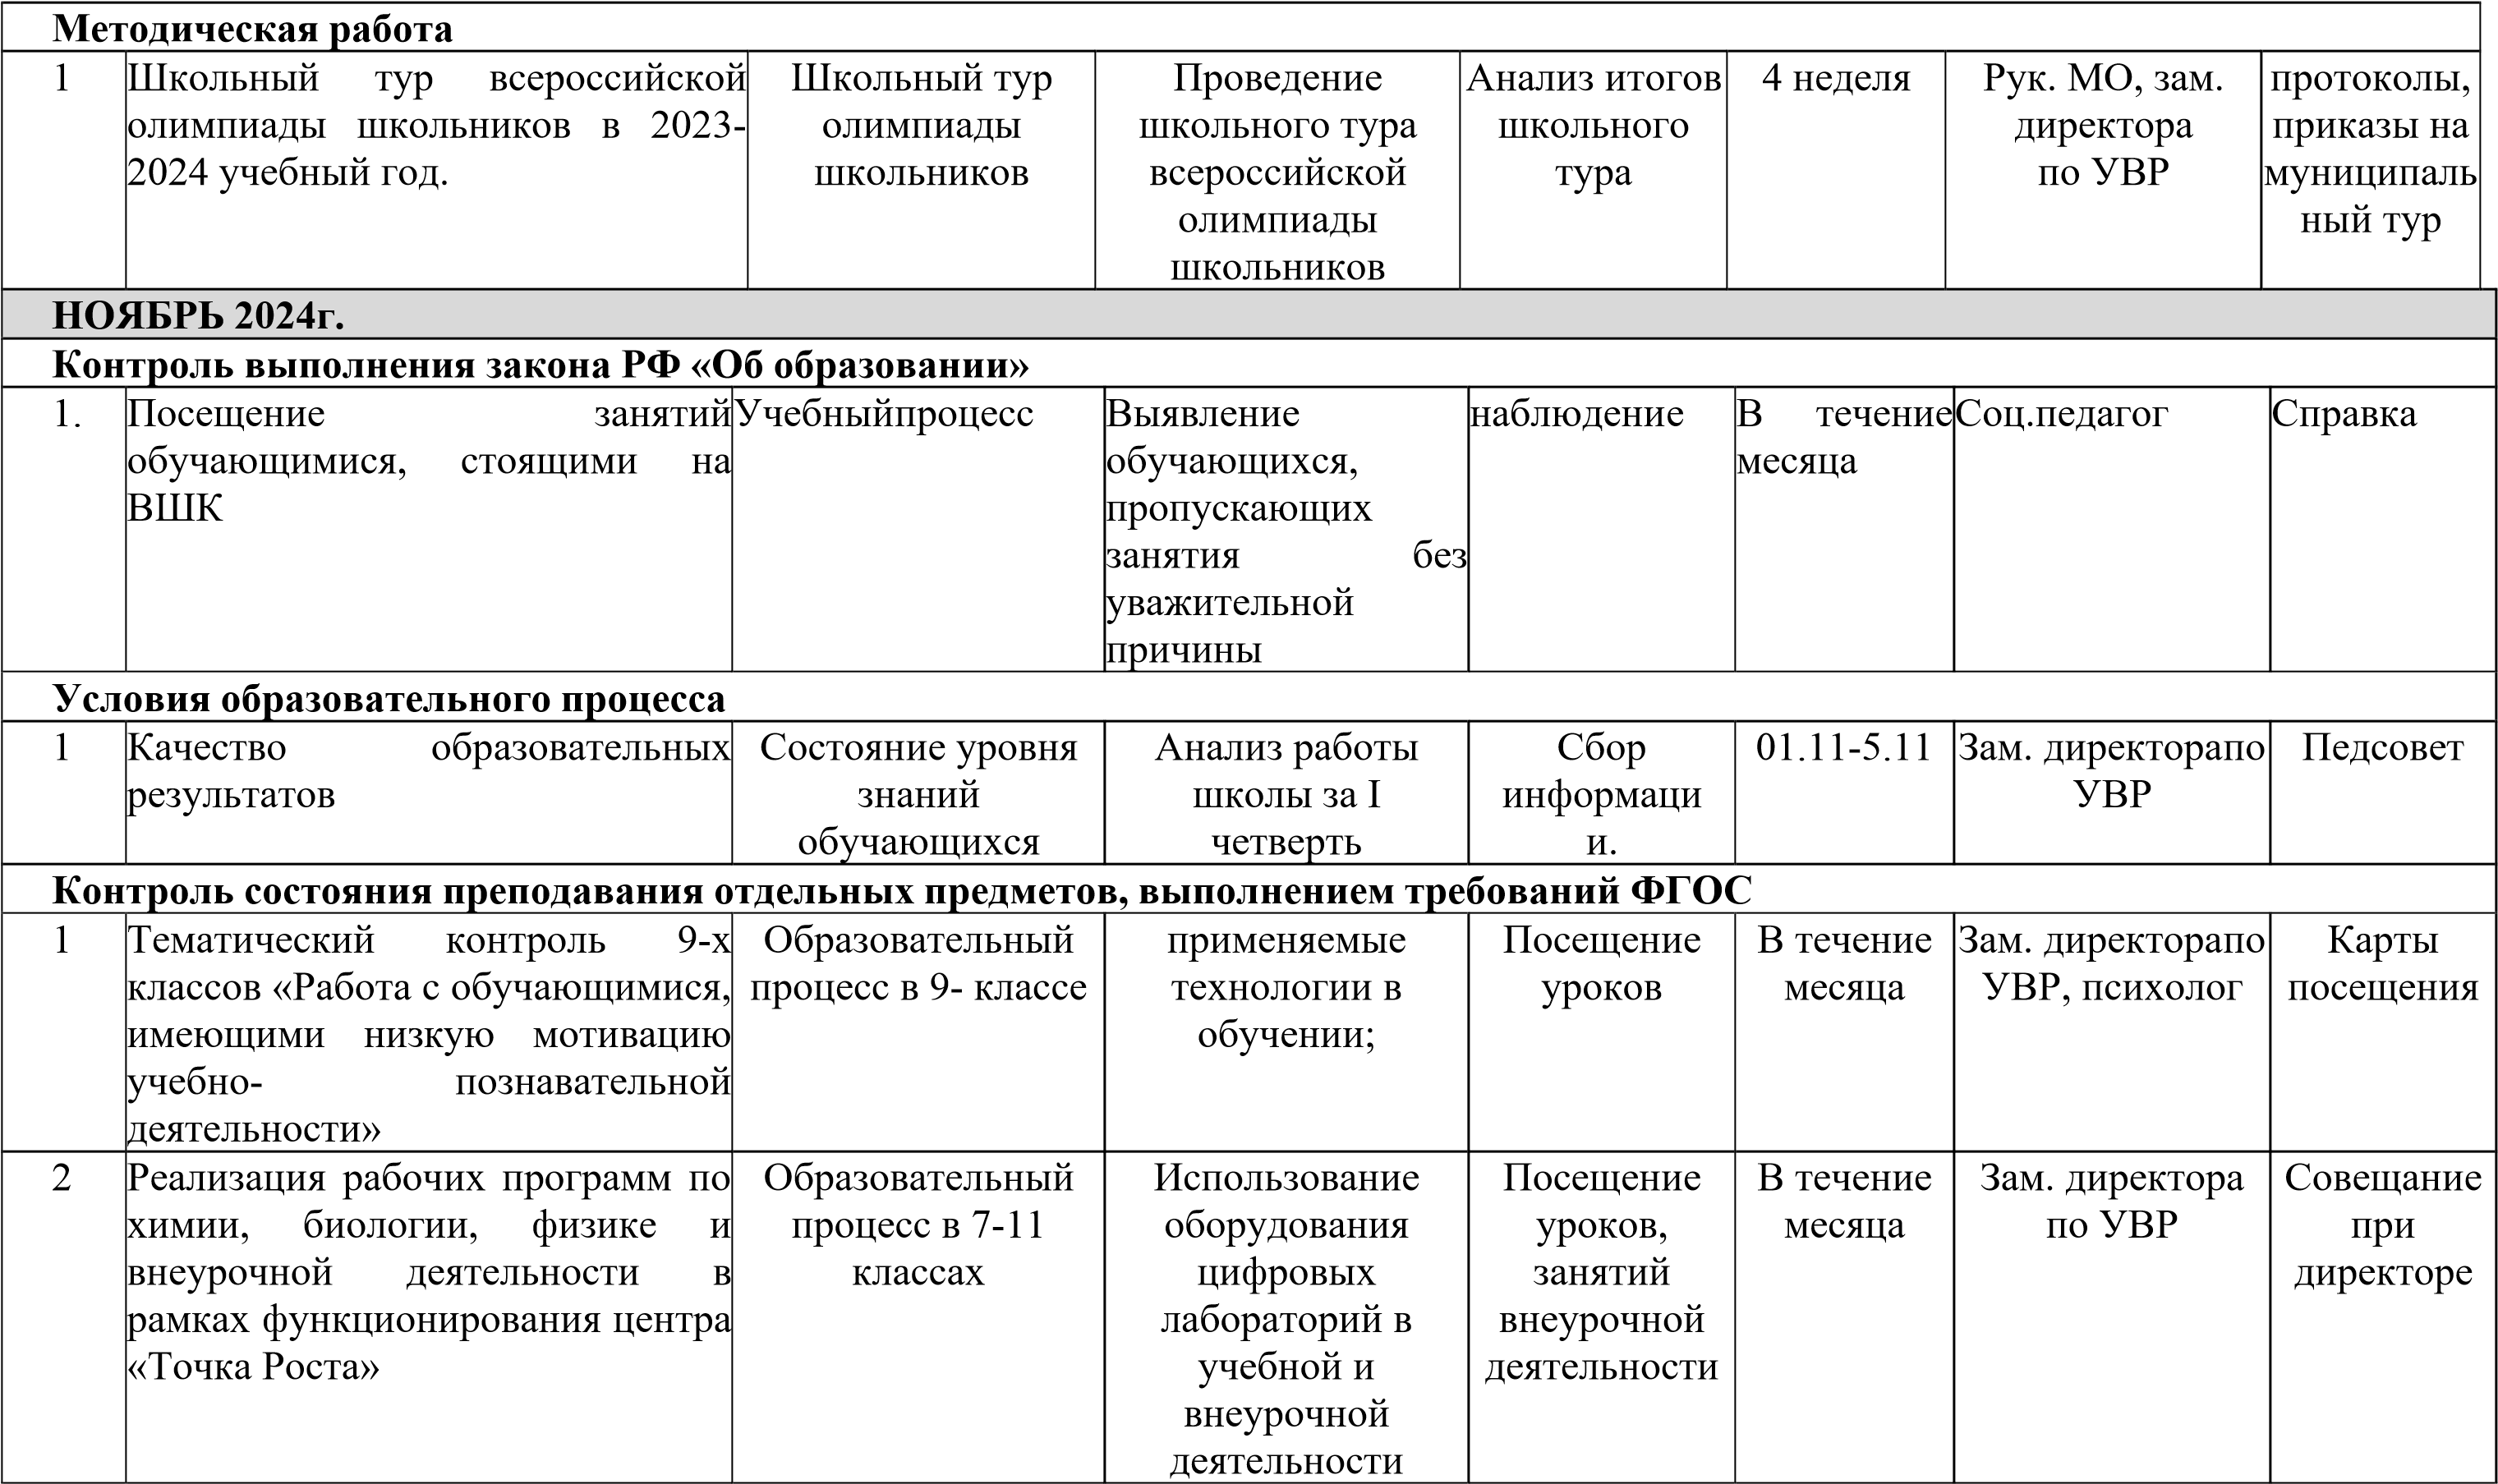 Методическая работа
1
Школьный тур всероссийской
олимпиады школьников в 2023-
2024 учебный год.
Школьный тур
олимпиады
школьников
Проведение
школьного тура
всероссийской
олимпиады
школьников
Анализ итогов
школьного
тура
4 неделя
Рук. МО, зам.
директора
по УВР
протоколы,
приказы на
муниципаль
ный тур
НОЯБРЬ 2024г.
Контроль выполнения закона РФ «Об образовании»
1.
Посещение занятий
обучающимися, стоящими на
ВШК
Учебныйпроцесс
Выявление
обучающихся,
пропускающих
занятия без
уважительной
причины
наблюдение
В течение
месяца
Соц.педагог
Справка
Условия образовательного процесса
1
Качество образовательных
результатов
Состояние уровня
знаний
обучающихся
Анализ работы
школы за I
четверть
Сбор
информаци
и.
01.11-5.11
Зам. директорапо
УВР
Педсовет
Контроль состояния преподавания отдельных предметов, выполнением требований ФГОС
1
Тематический контроль 9-х
классов «Работа с обучающимися,
имеющими низкую мотивацию
учебно- познавательной
деятельности»
Образовательный
процесс в 9- классе
применяемые
технологии в
обучении;
Посещение
уроков
В течение
месяца
Зам. директорапо
УВР, психолог
Карты
посещения
2
Реализация рабочих программ по
химии, биологии, физике и
внеурочной деятельности в
рамках функционирования центра
«Точка Роста»
Образовательный
процесс в 7-11
классах
Использование
оборудования
цифровых
лабораторий в
учебной и
внеурочной
деятельности
Посещение
уроков,
занятий
внеурочной
деятельности
В течение
месяца
Зам. директора
по УВР
Совещание
при
директоре